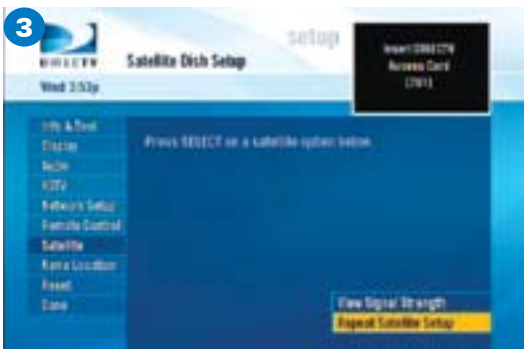 3
setup
DIRECTV
Satellite Dish Setup
Insert DIRECTV
Access Card
(761)
Wed 3:53p
Info & Test
Display
Audio
HDTV
Network Setup
Remote Control
Satellite
Name Location
Reset
Done
Press SELECT on a satellite option below.
View Signal Strength
Repeat Satellite Setup